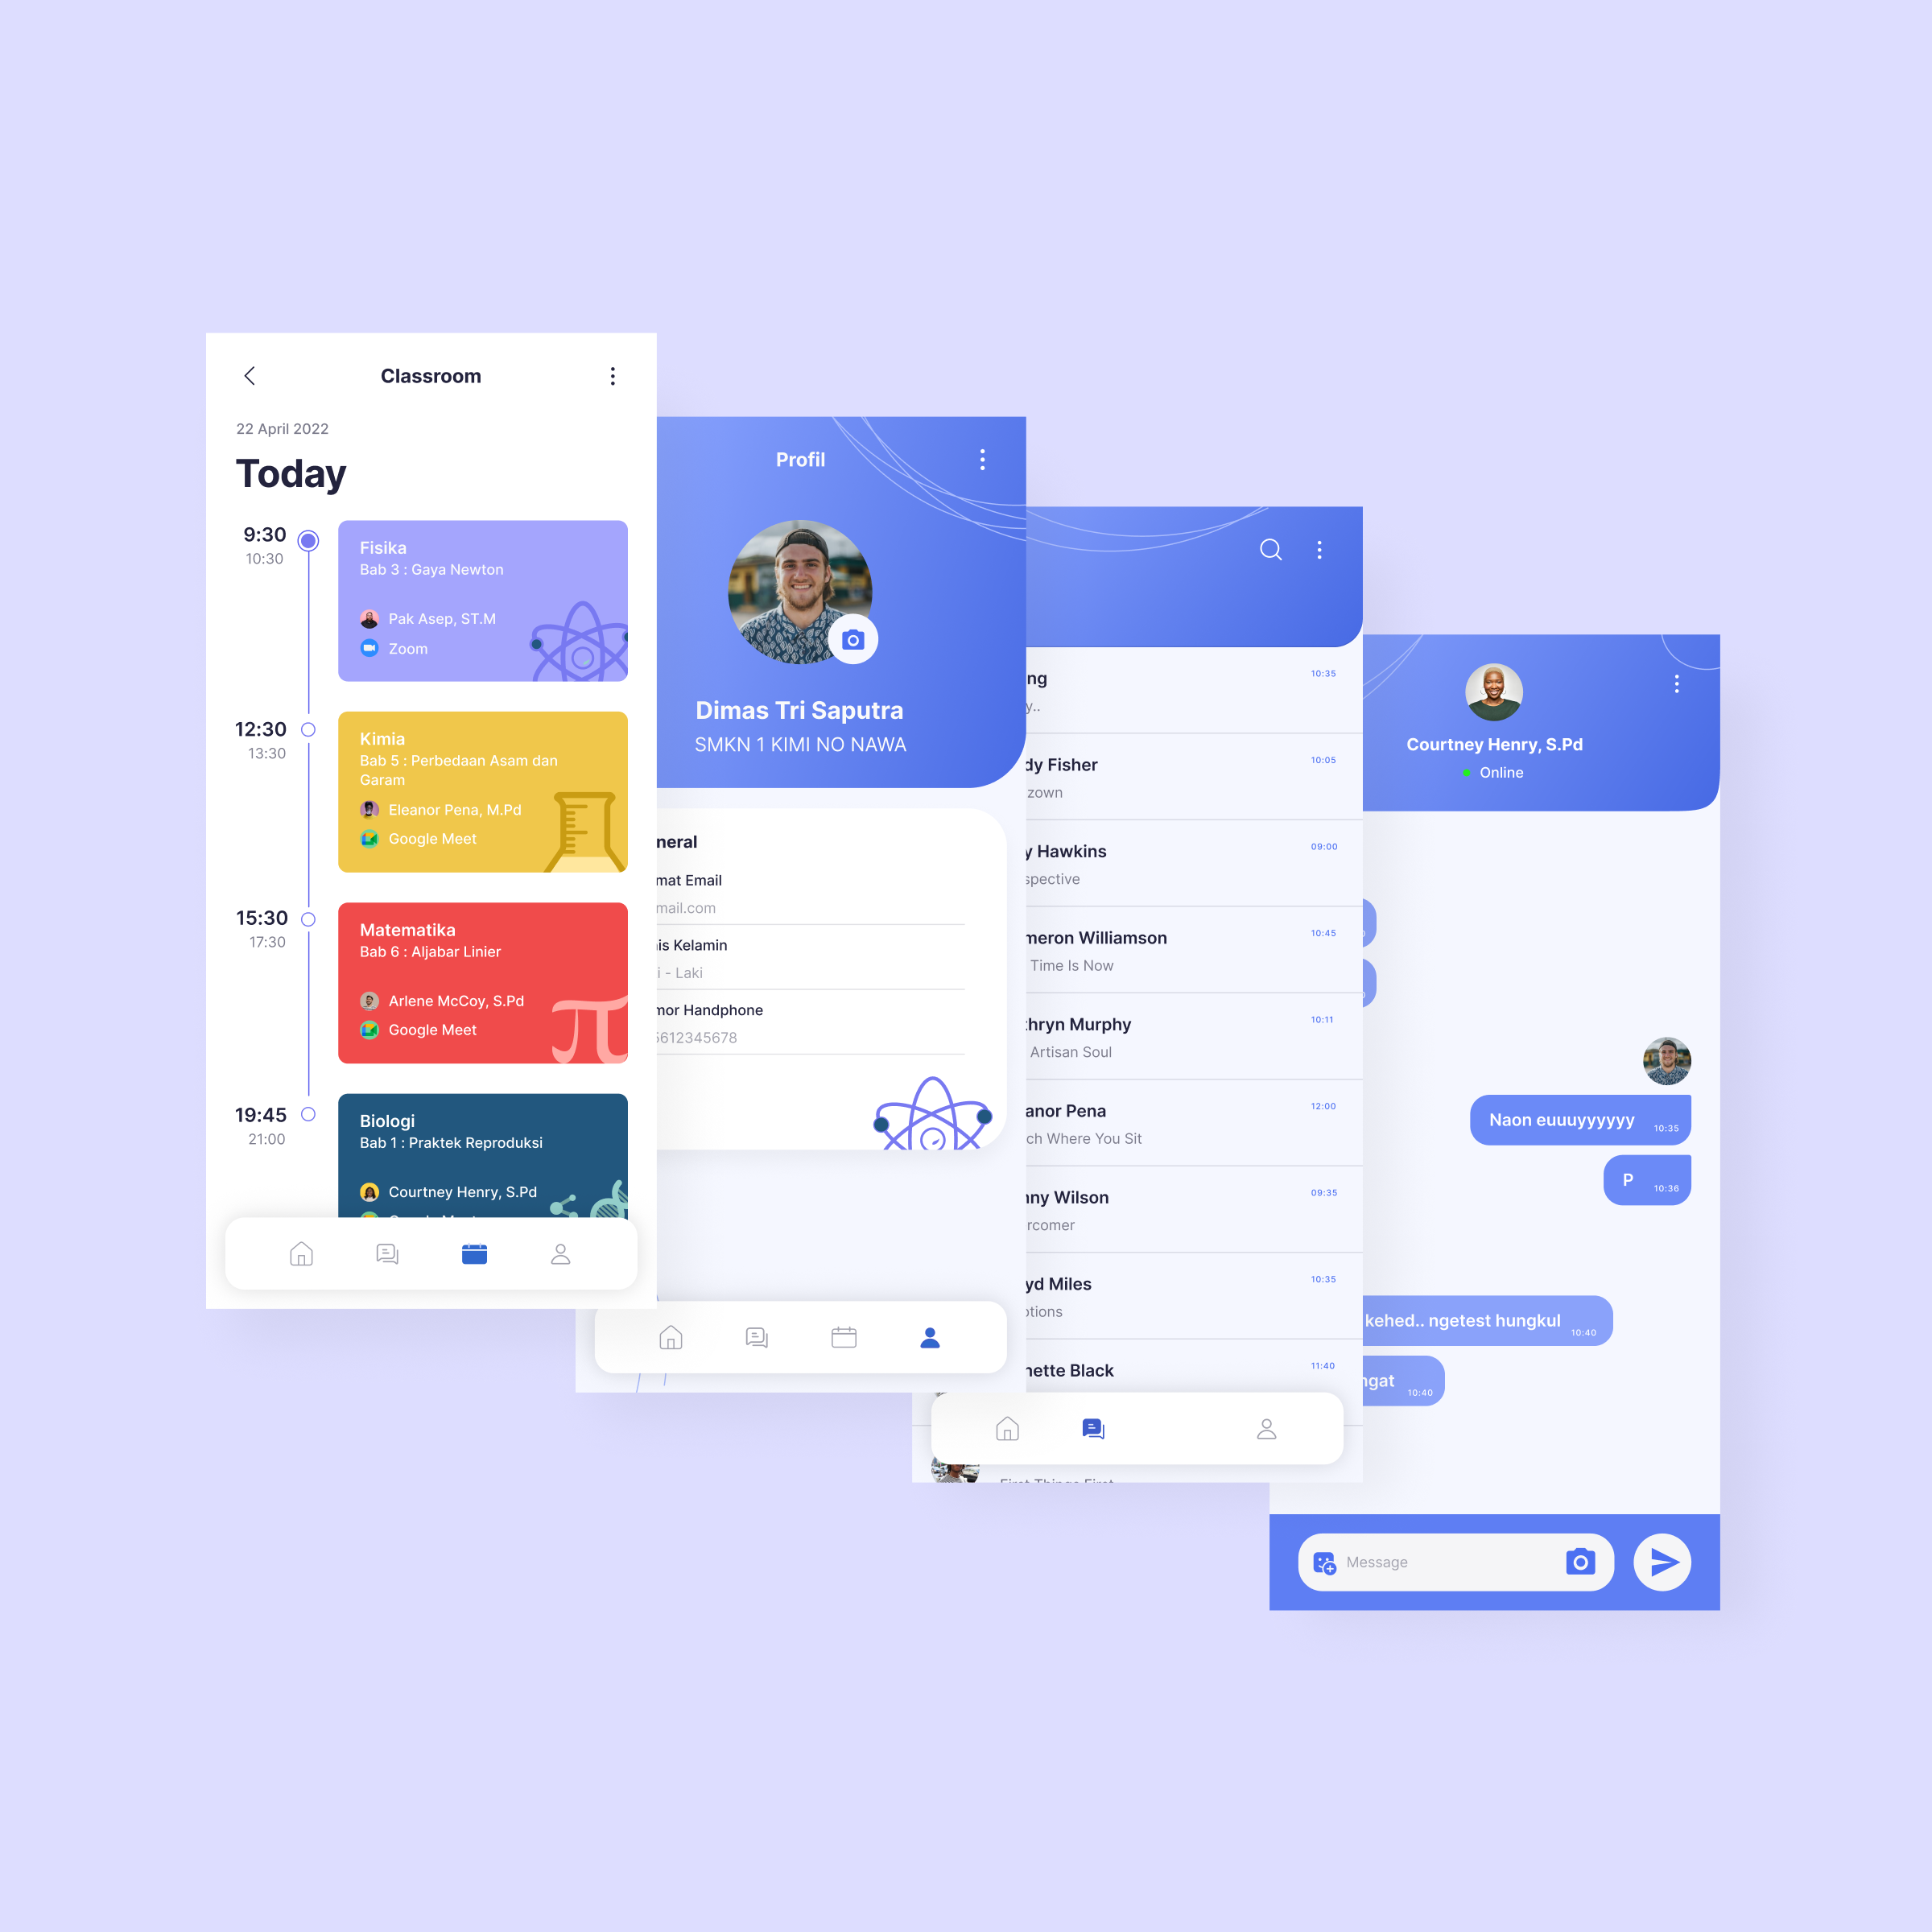 Classroom
22 April 2022
Today
9:30
10:30
Fisika
Bab 3 : Gaya Newton
Pak Asep, ST.M
Zoom
12:30
13:30
Kimia
Bab 5 : Perbedaan Asam dan
Garam
Eleanor Pena, M.Pd
Google Meet
15:30
17:30
Matematika
Bab 6 : Aljabar Linier
Arlene McCoy, S.Pd
Google Meet
19:45
21:00
Biologi
Bab 1 : Praktek Reproduksi
Courtney Henry, S.Pd
Profil
Dimas Tri Saputra
SMKN 1 KIMI NO NAWA
neral
mat Email
mail.com
is Kelamin
i - Laki
mor Handphone
5612345678
ng
10:35
y..
dy Fisher
10:05
zown
y Hawkins
09:00
spective
meron Williamson
10:45
Time Is Now
thryn Murphy
10:11
Artisan Soul
anor Pena
12:00
ch Where You Sit
nny Wilson
09:35
rcomer
yd Miles
10:35
otions
nette Black
11:40
First Things First
Courtney Henry, S.Pd
Online
Naon euuuyyyyyy
10:35
P
10:36
kehed.. ngetest hungkul
10:40
ngat
10:40
Message